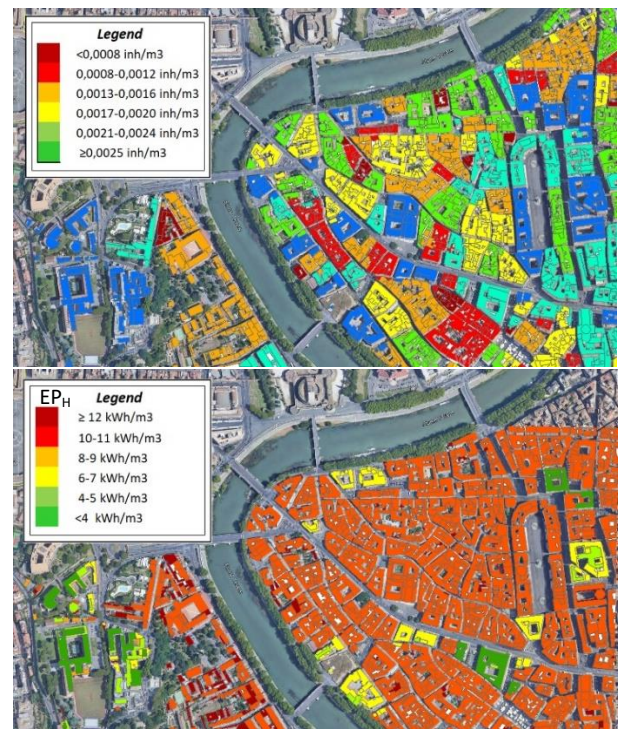 Legend
<0,0008 inh/m3
0,0008-0,0012 inh/m3
0,0013-0,0016 inh/m3
0,0017-0,0020 inh/m3
0,0021-0,0024 inh/m3
≥0,0025 inh/m3
EPH
Legend
≥ 12 kWh/m3
10-11 kWh/m3
8-9 kWh/m3
6-7 kWh/m3
4-5 kWh/m3
<4 kWh/m3